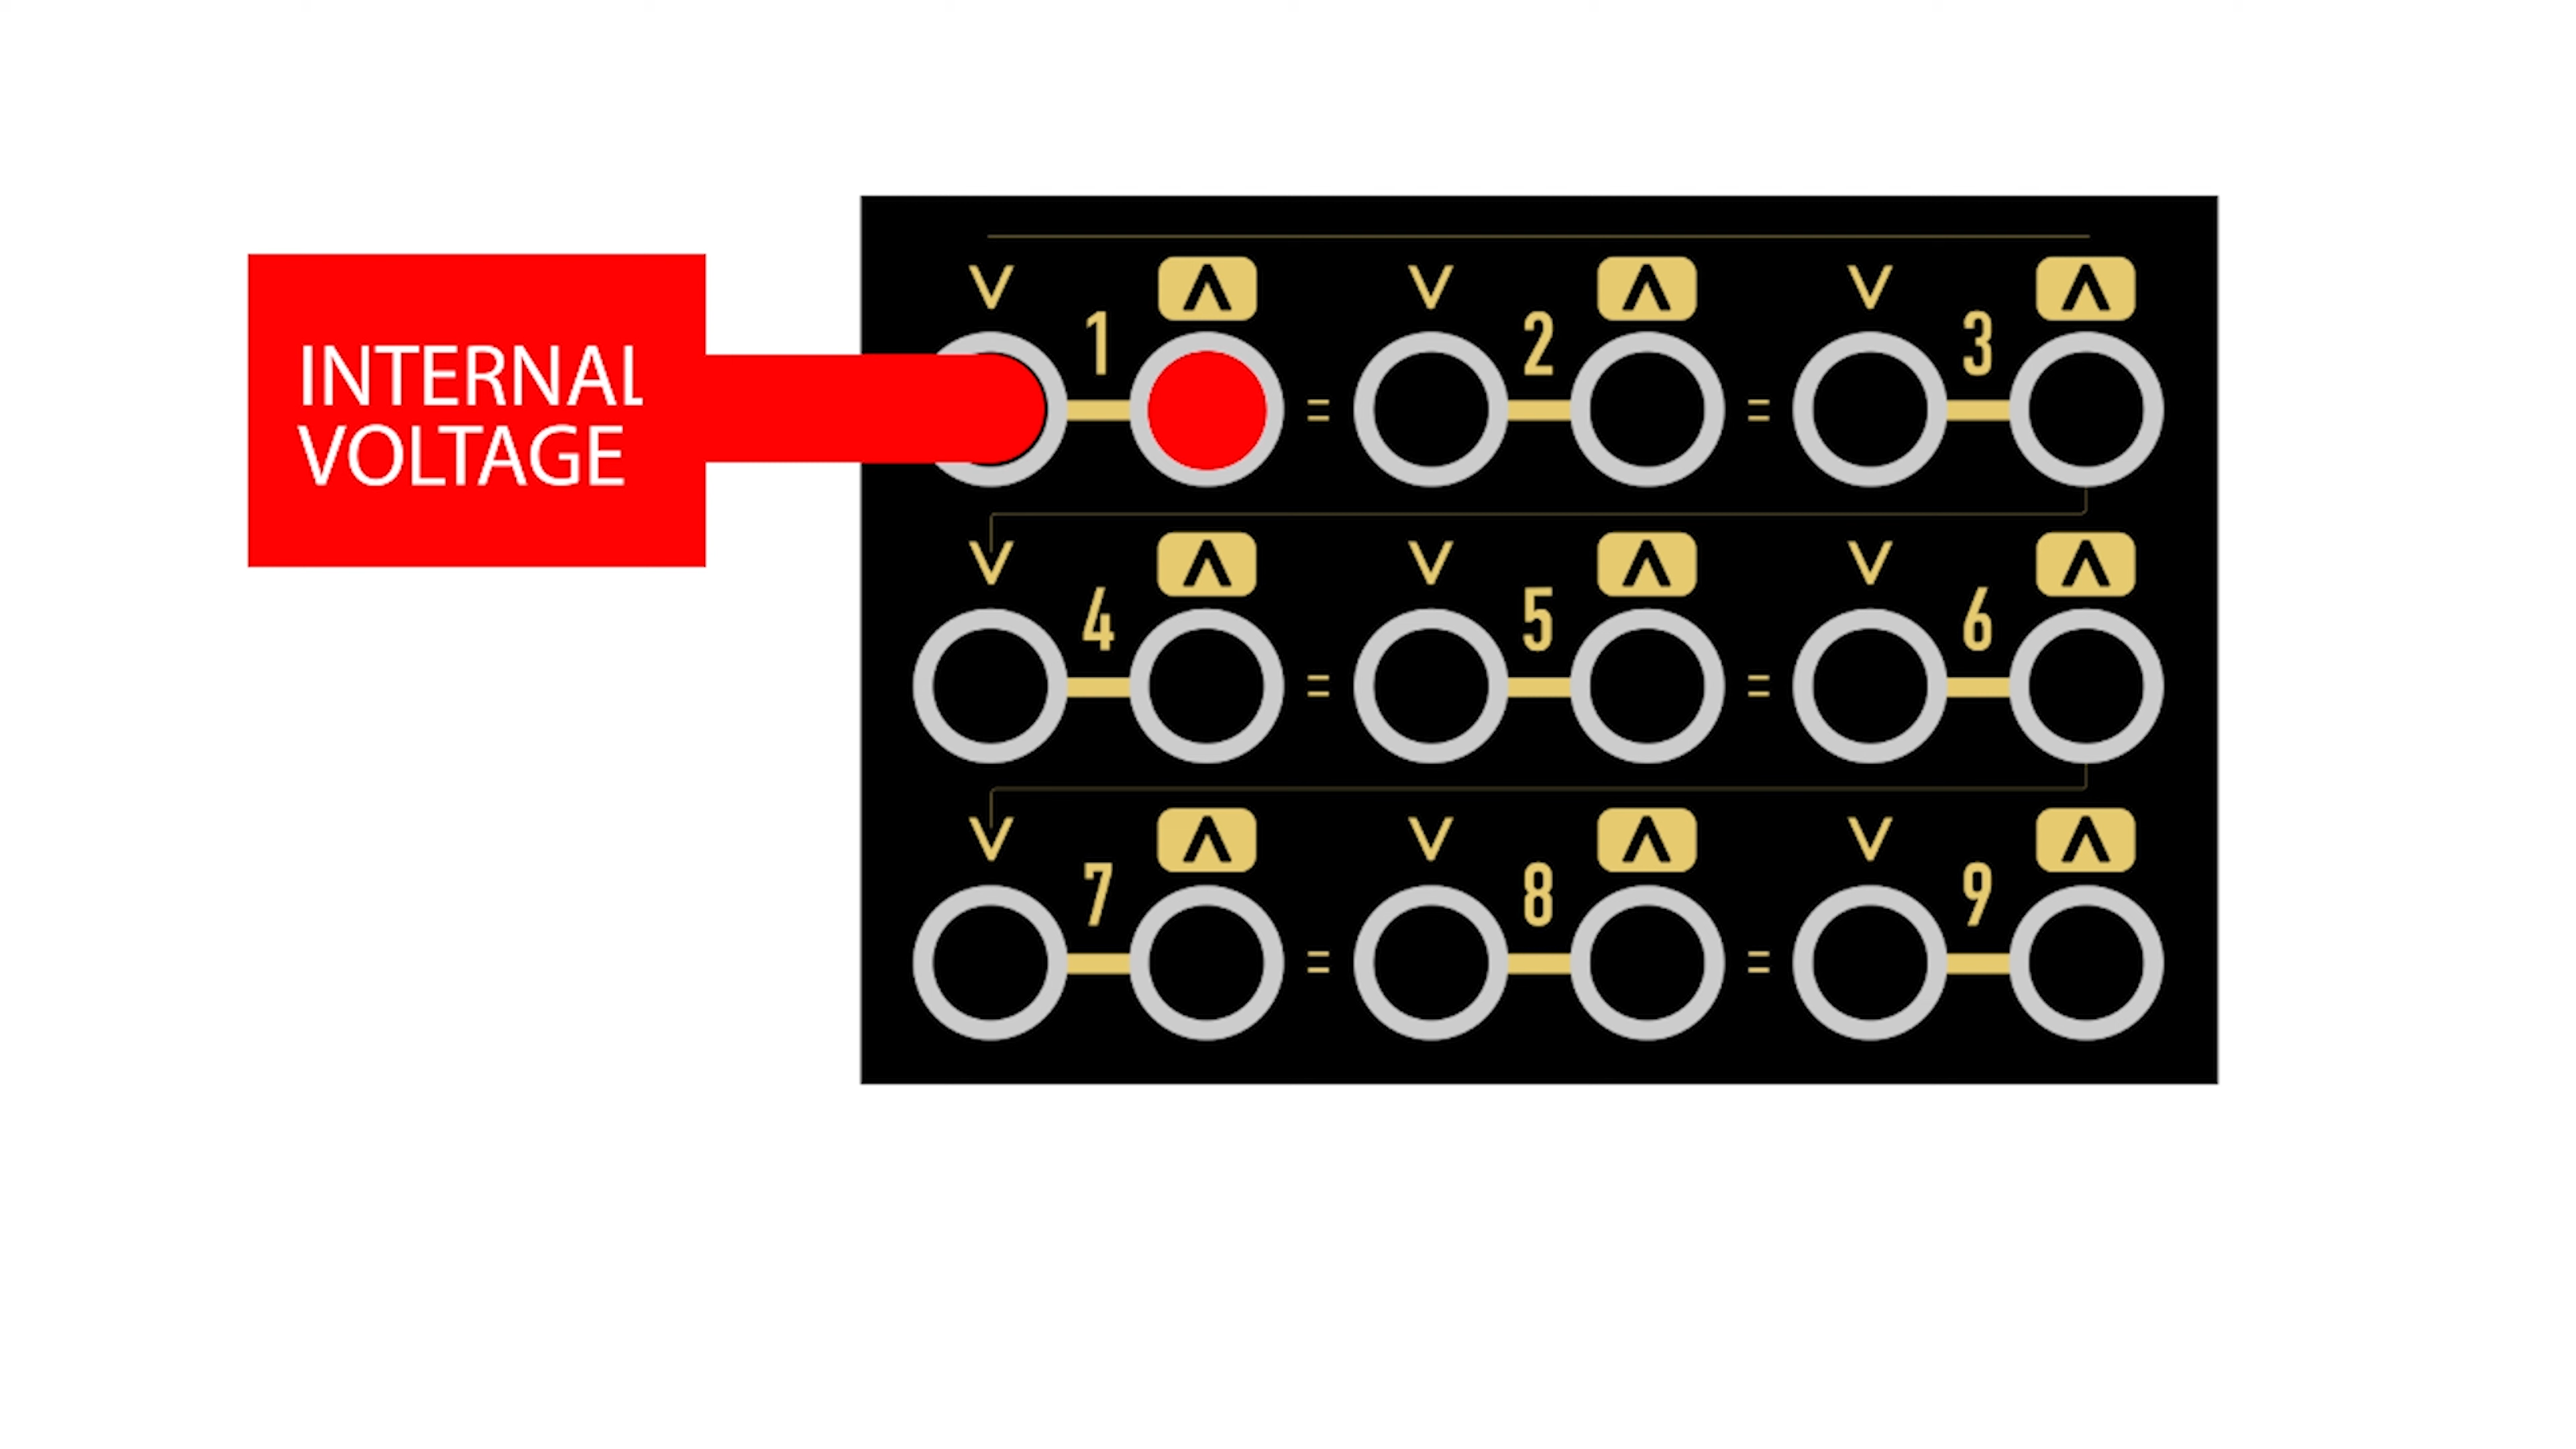 INTERNAL
VOLTAGE
V Λ V Λ V Λ
1 2 3
= =
V Λ V Λ V Λ
4 5 6
= =
V Λ V Λ V Λ
7 8 9
= =